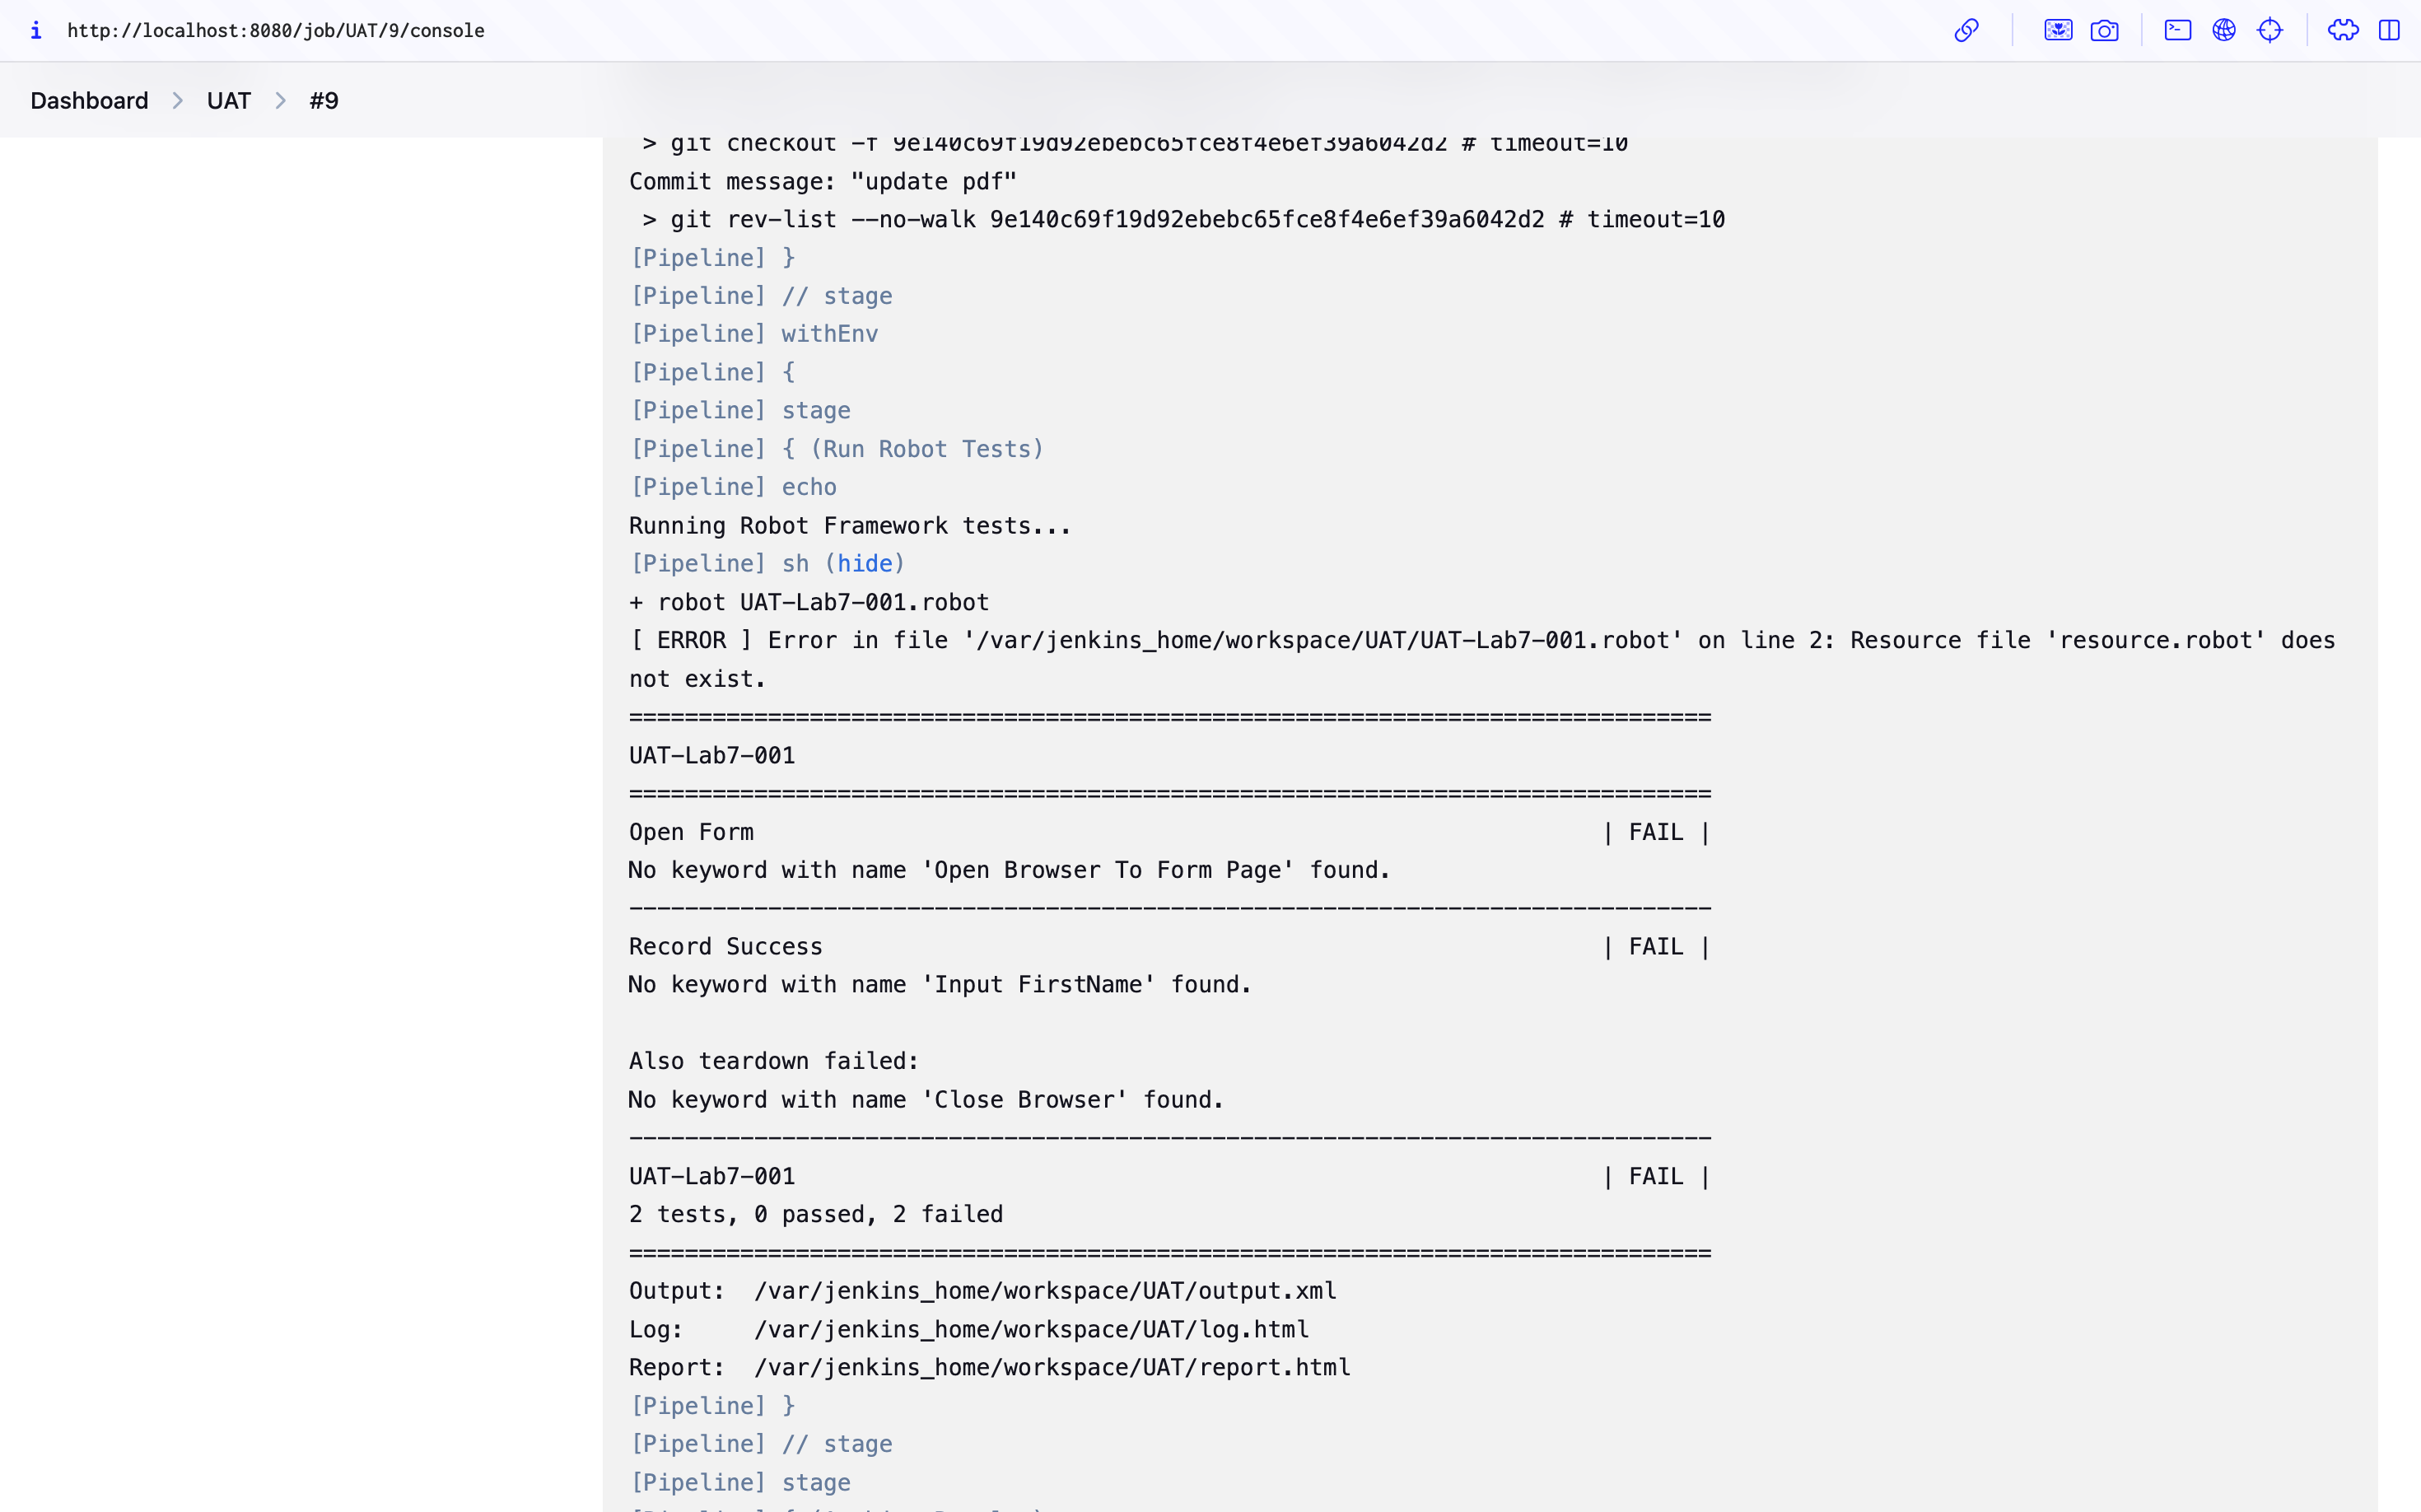 http://localhost:8080/job/UAT/9/console
Dashboard > UAT > #9
> git checkout -f 9e140c69f19d92ebebc65fce8f4e6ef39a6042d2 # timeout=10
Commit message: "update pdf"
> git rev-list --no-walk 9e140c69f19d92ebebc65fce8f4e6ef39a6042d2 # timeout=10
[Pipeline] }
[Pipeline] // stage
[Pipeline] withEnv
[Pipeline] {
[Pipeline] stage
[Pipeline] { (Run Robot Tests)
[Pipeline] echo
Running Robot Framework tests...
[Pipeline] sh (hide)
+ robot UAT-Lab7-001.robot
[ ERROR ] Error in file '/var/jenkins_home/workspace/UAT/UAT-Lab7-001.robot' on line 2: Resource file 'resource.robot' does
not exist.
==============================================================================
UAT-Lab7-001
==============================================================================
Open Form | FAIL |
No keyword with name 'Open Browser To Form Page' found.
------------------------------------------------------------------------------
Record Success | FAIL |
No keyword with name 'Input FirstName' found.
Also teardown failed:
No keyword with name 'Close Browser' found.
------------------------------------------------------------------------------
UAT-Lab7-001 | FAIL |
2 tests, 0 passed, 2 failed
==============================================================================
Output: /var/jenkins_home/workspace/UAT/output.xml
Log: /var/jenkins_home/workspace/UAT/log.html
Report: /var/jenkins_home/workspace/UAT/report.html
[Pipeline] }
[Pipeline] // stage
[Pipeline] stage